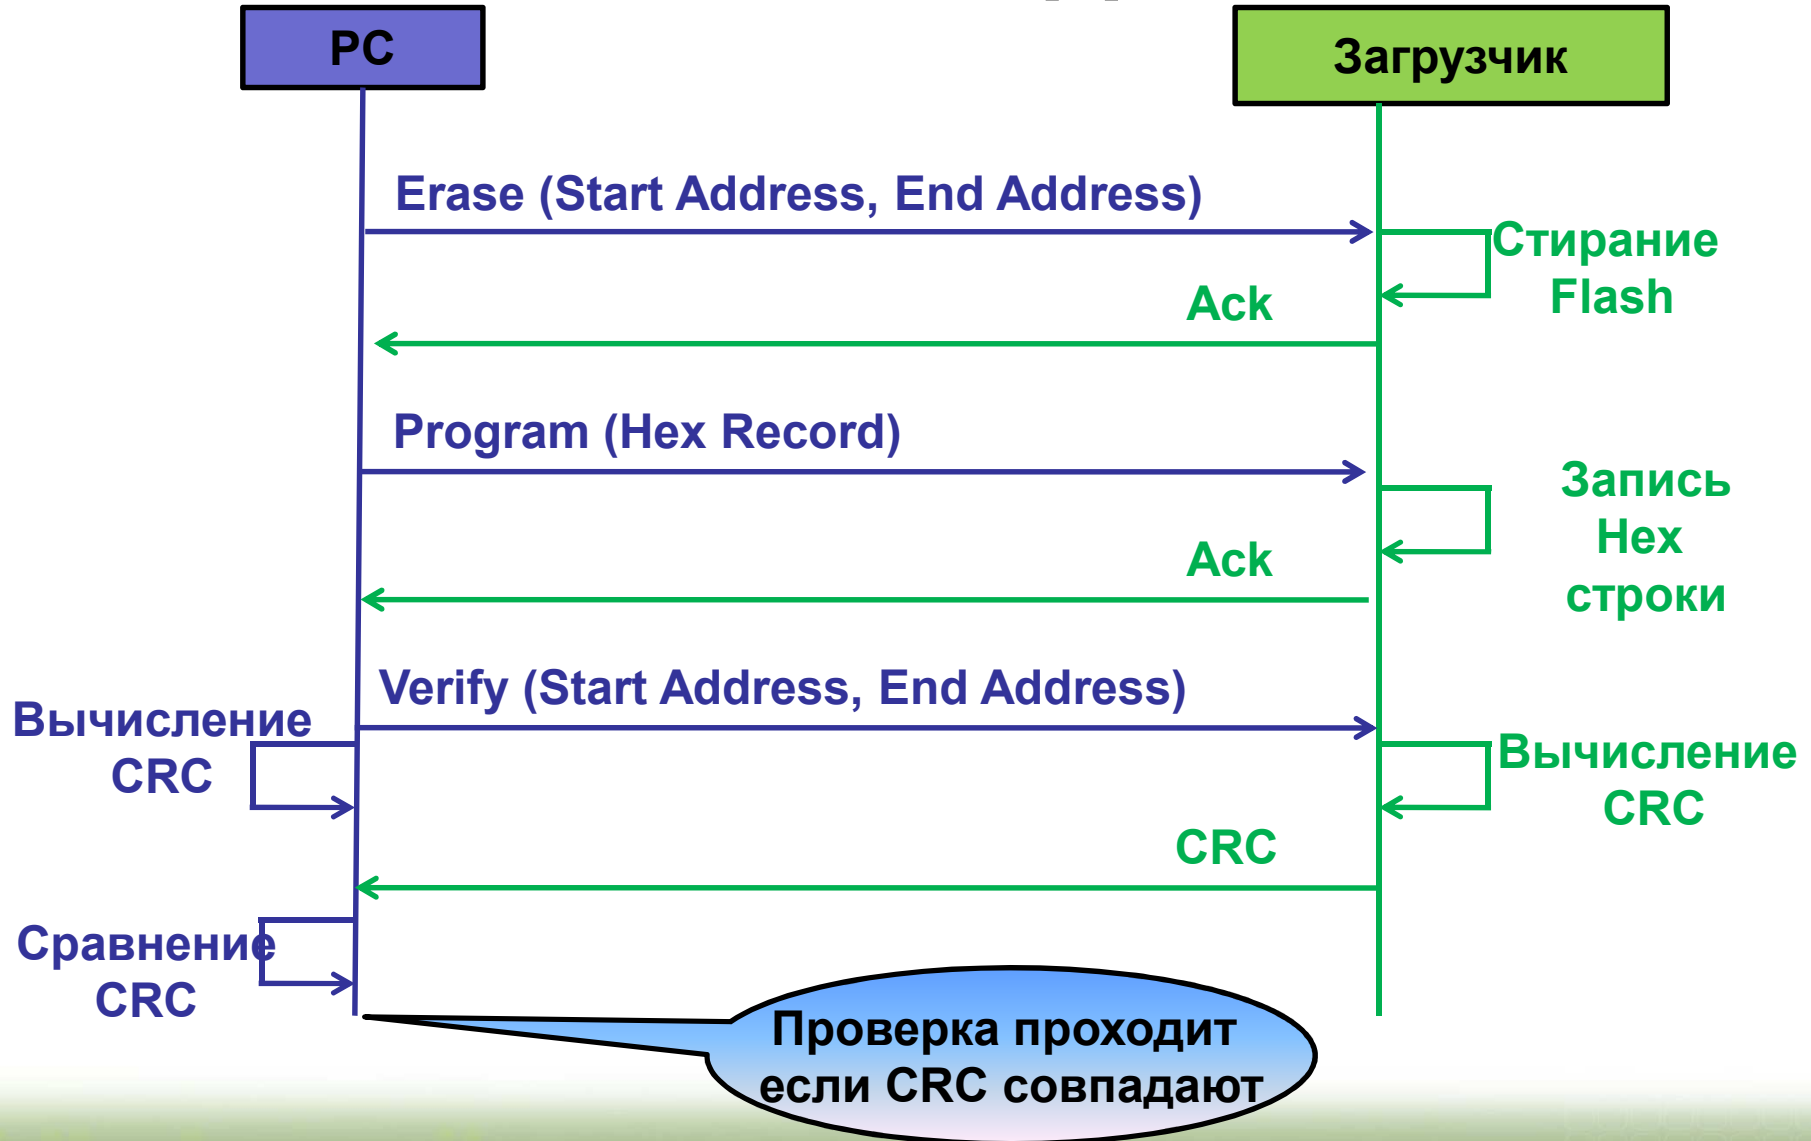 PC
Загрузчик
Erase (Start Address, End Address)
Стирание
Flash
Ack
Program (Hex Record)
Запись
Hex
строки
Ack
Verify (Start Address, End Address)
Вычисление
CRC
Вычисление
CRC
CRC
Сравнение
CRC
Проверка проходит
если CRC совпадают